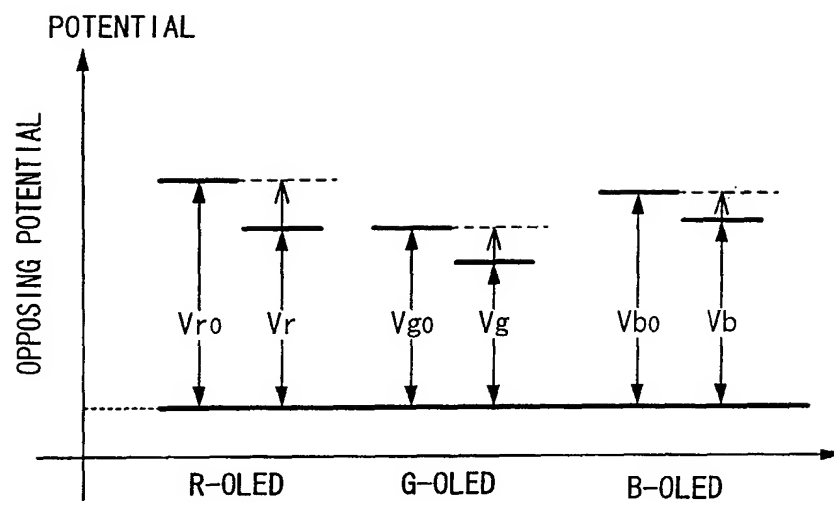 POTENTIAL
OPPOSING POTENTIAL
Vro
Vr
Vgo
Vg
Vbo
Vb
R-OLED
G-OLED
B-OLED